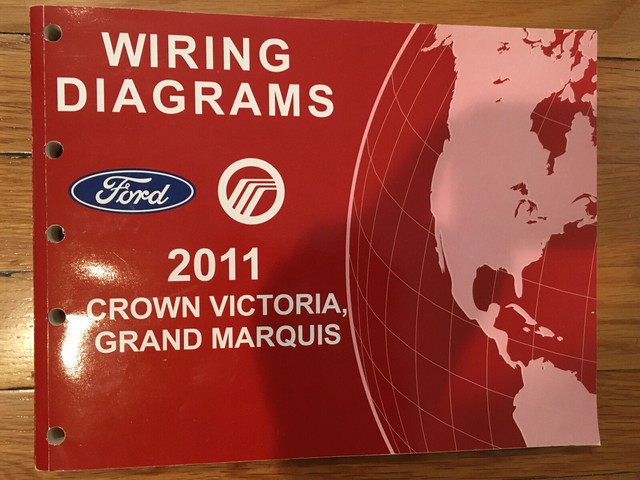 WIRING
DIAGRAMS
Ford
2011
CROWN VICTORIA,
GRAND MARQUIS